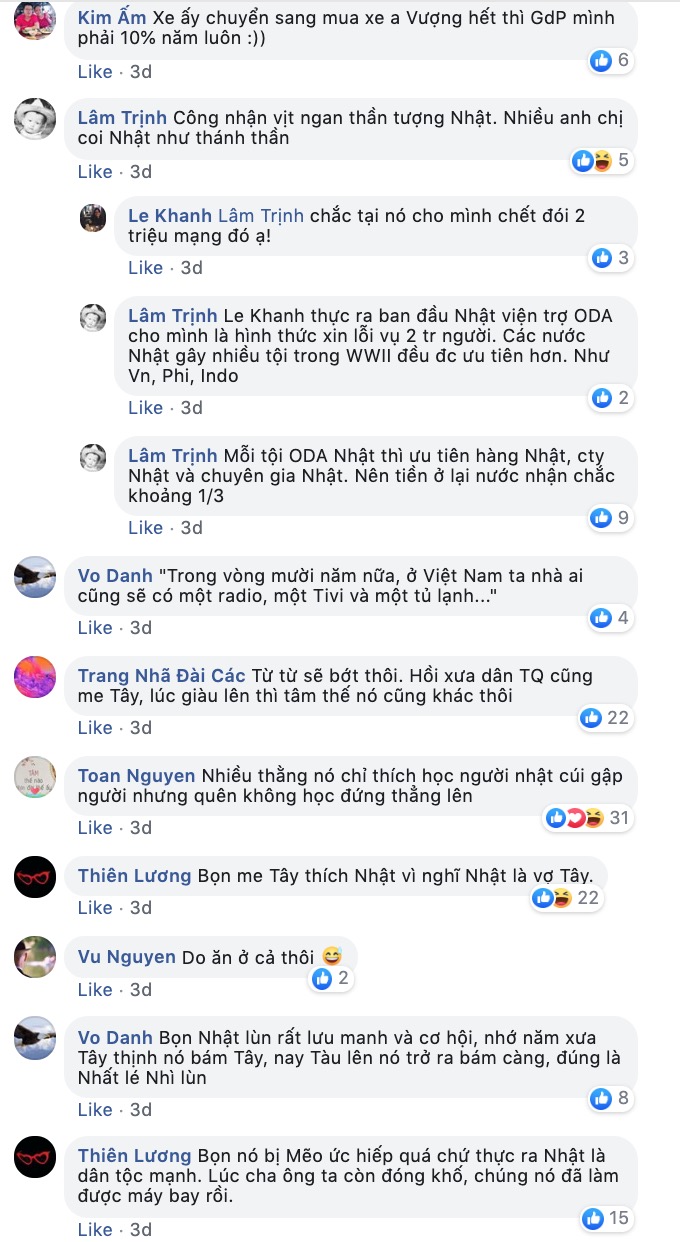 Kim Ấm Xe ấy chuyển sang mua xe a Vượng hết thì GdP mình
phải 10% năm luôn :))
6
Like · 3d
Lâm Trịnh Công nhận vịt ngan thần tượng Nhật. Nhiều anh chị
coi Nhật như thánh thần
5
Like · 3d
Le Khanh Lâm Trịnh chắc tại nó cho mình chết đói 2
triệu mạng đó ạ!
3
Like · 3d
Lâm Trịnh Le Khanh thực ra ban đầu Nhật viện trợ ODA
cho mình là hình thức xin lỗi vụ 2 tr người. Các nước
Nhật gây nhiều tội trong WWII đều đc ưu tiên hơn. Như
Vn, Phi, Indo
2
Like · 3d
Lâm Trịnh Mỗi tội ODA Nhật thì ưu tiên hàng Nhật, cty
Nhật và chuyên gia Nhật. Nên tiền ở lại nước nhận chắc
khoảng 1/3
9
Like · 3d
Vo Danh "Trong vòng mười năm nữa, ở Việt Nam ta nhà ai
cũng sẽ có một radio, một Tivi và một tủ lạnh..."
4
Like · 3d
Trang Nhã Đài Các Từ từ sẽ bớt thôi. Hồi xưa dân TQ cũng
me Tây, lúc giàu lên thì tâm thế nó cũng khác thôi
22
Like · 3d
Toan Nguyen Nhiều thằng nó chỉ thích học người nhật cúi gập
người nhưng quên không học đứng thẳng lên
31
Like · 3d
Thiên Lương Bọn me Tây thích Nhật vì nghĩ Nhật là vợ Tây.
22
Like · 3d
Vu Nguyen Do ăn ở cả thôi 😅
2
Like · 3d
Vo Danh Bọn Nhật lùn rất lưu manh và cơ hội, nhớ năm xưa
Tây thịnh nó bám Tây, nay Tàu lên nó trở ra bám càng, đúng là
Nhất lé Nhì lùn
8
Like · 3d
Thiên Lương Bọn nó bị Mẽo ức hiếp quá chứ thực ra Nhật là
dân tộc mạnh. Lúc cha ông ta còn đóng khố, chúng nó đã làm
được máy bay rồi.
15
Like · 3d